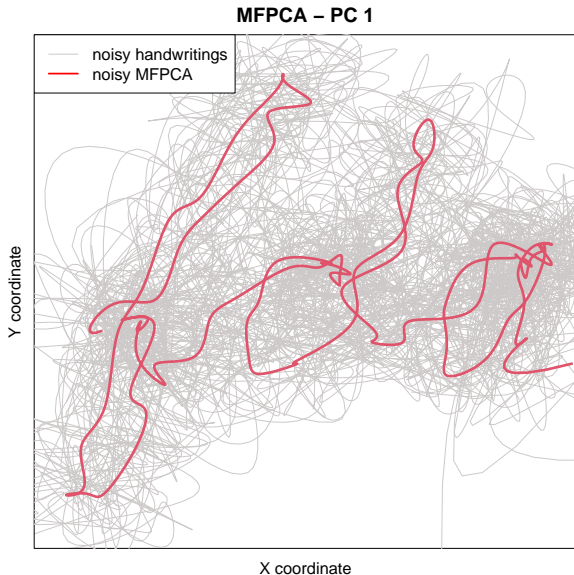 MFPCA – PC 1
noisy handwritings
noisy MFPCA
Y coordinate
X coordinate